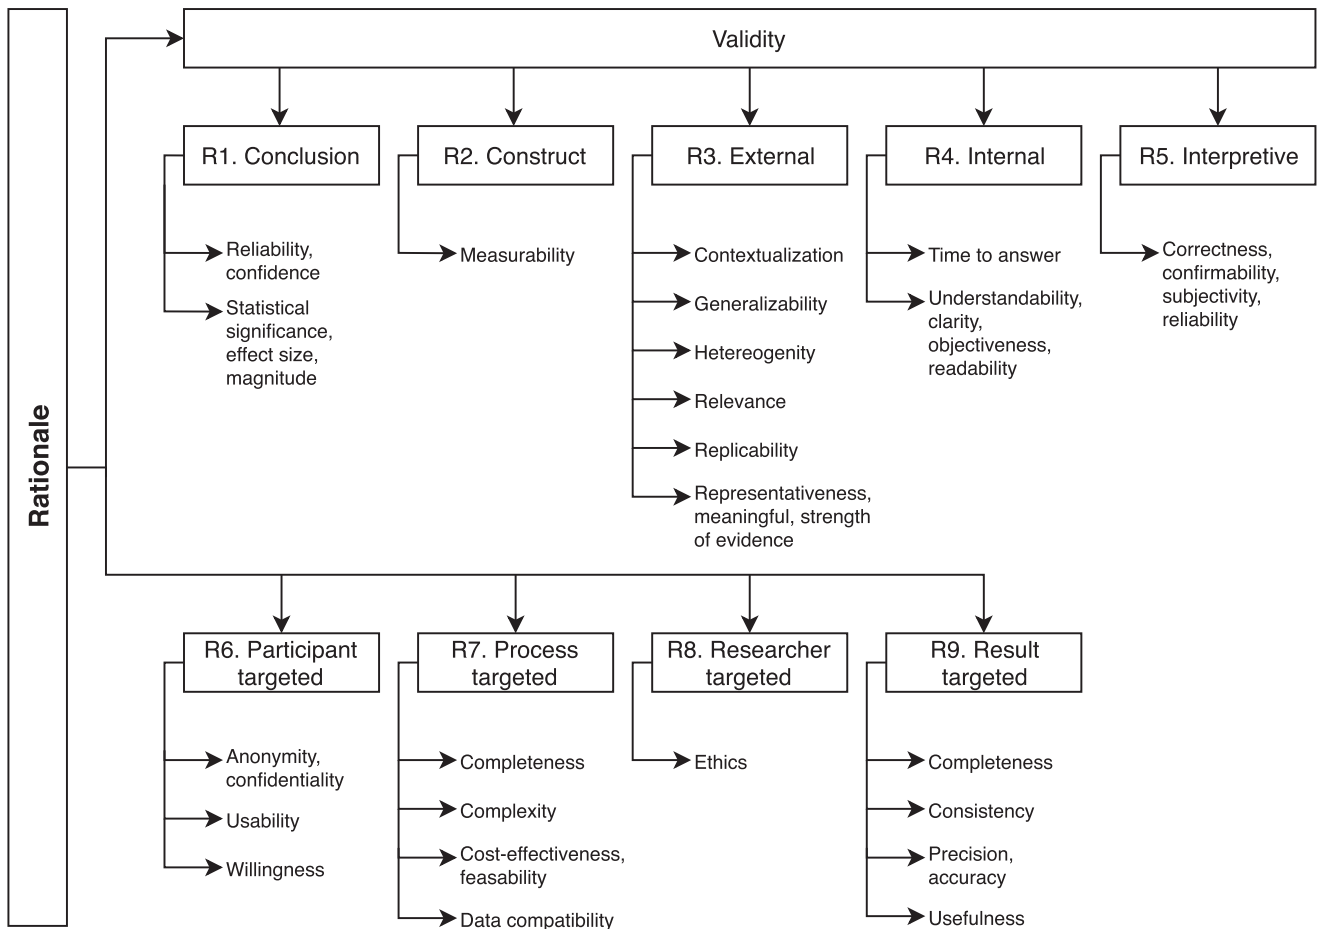 Rationale
Validity
R1. Conclusion
Reliability,
confidence
Statistical
significance,
effect size,
magnitude
R2. Construct
Measurability
R3. External
Contextualization
Generalizability
Hetereogenity
Relevance
Replicability
Representativeness,
meaningful, strength
of evidence
R4. Internal
Time to answer
Understandability,
clarity,
objectiveness,
readability
R5. Interpretive
Correctness,
confirmability,
subjectivity,
reliability
R6. Participant
targeted
Anonymity,
confidentiality
Usability
Willingness
R7. Process
targeted
Completeness
Complexity
Cost-effectiveness,
feasability
Data compatibility
R8. Researcher
targeted
Ethics
R9. Result
targeted
Completeness
Consistency
Precision,
accuracy
Usefulness